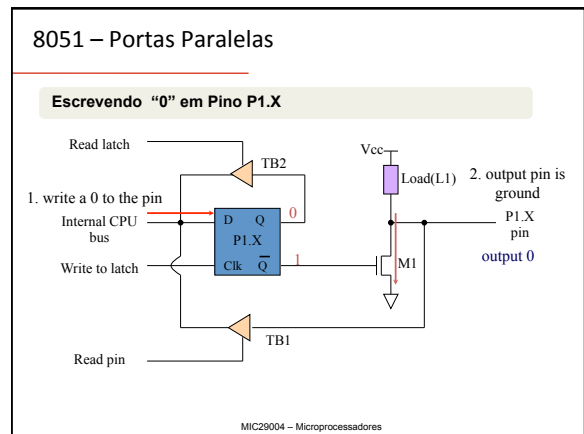 8051 – Portas Paralelas
Escrevendo “0” em Pino P1.X
Read latch
TB2
Vcc
Load(L1)
2. output pin is
ground
1. write a 0 to the pin
Internal CPU
bus
D Q
0
P1.X
P1.X
pin
output 0
Write to latch
Clk Q
1
M1
TB1
Read pin
MIC29004 – Microprocessadores